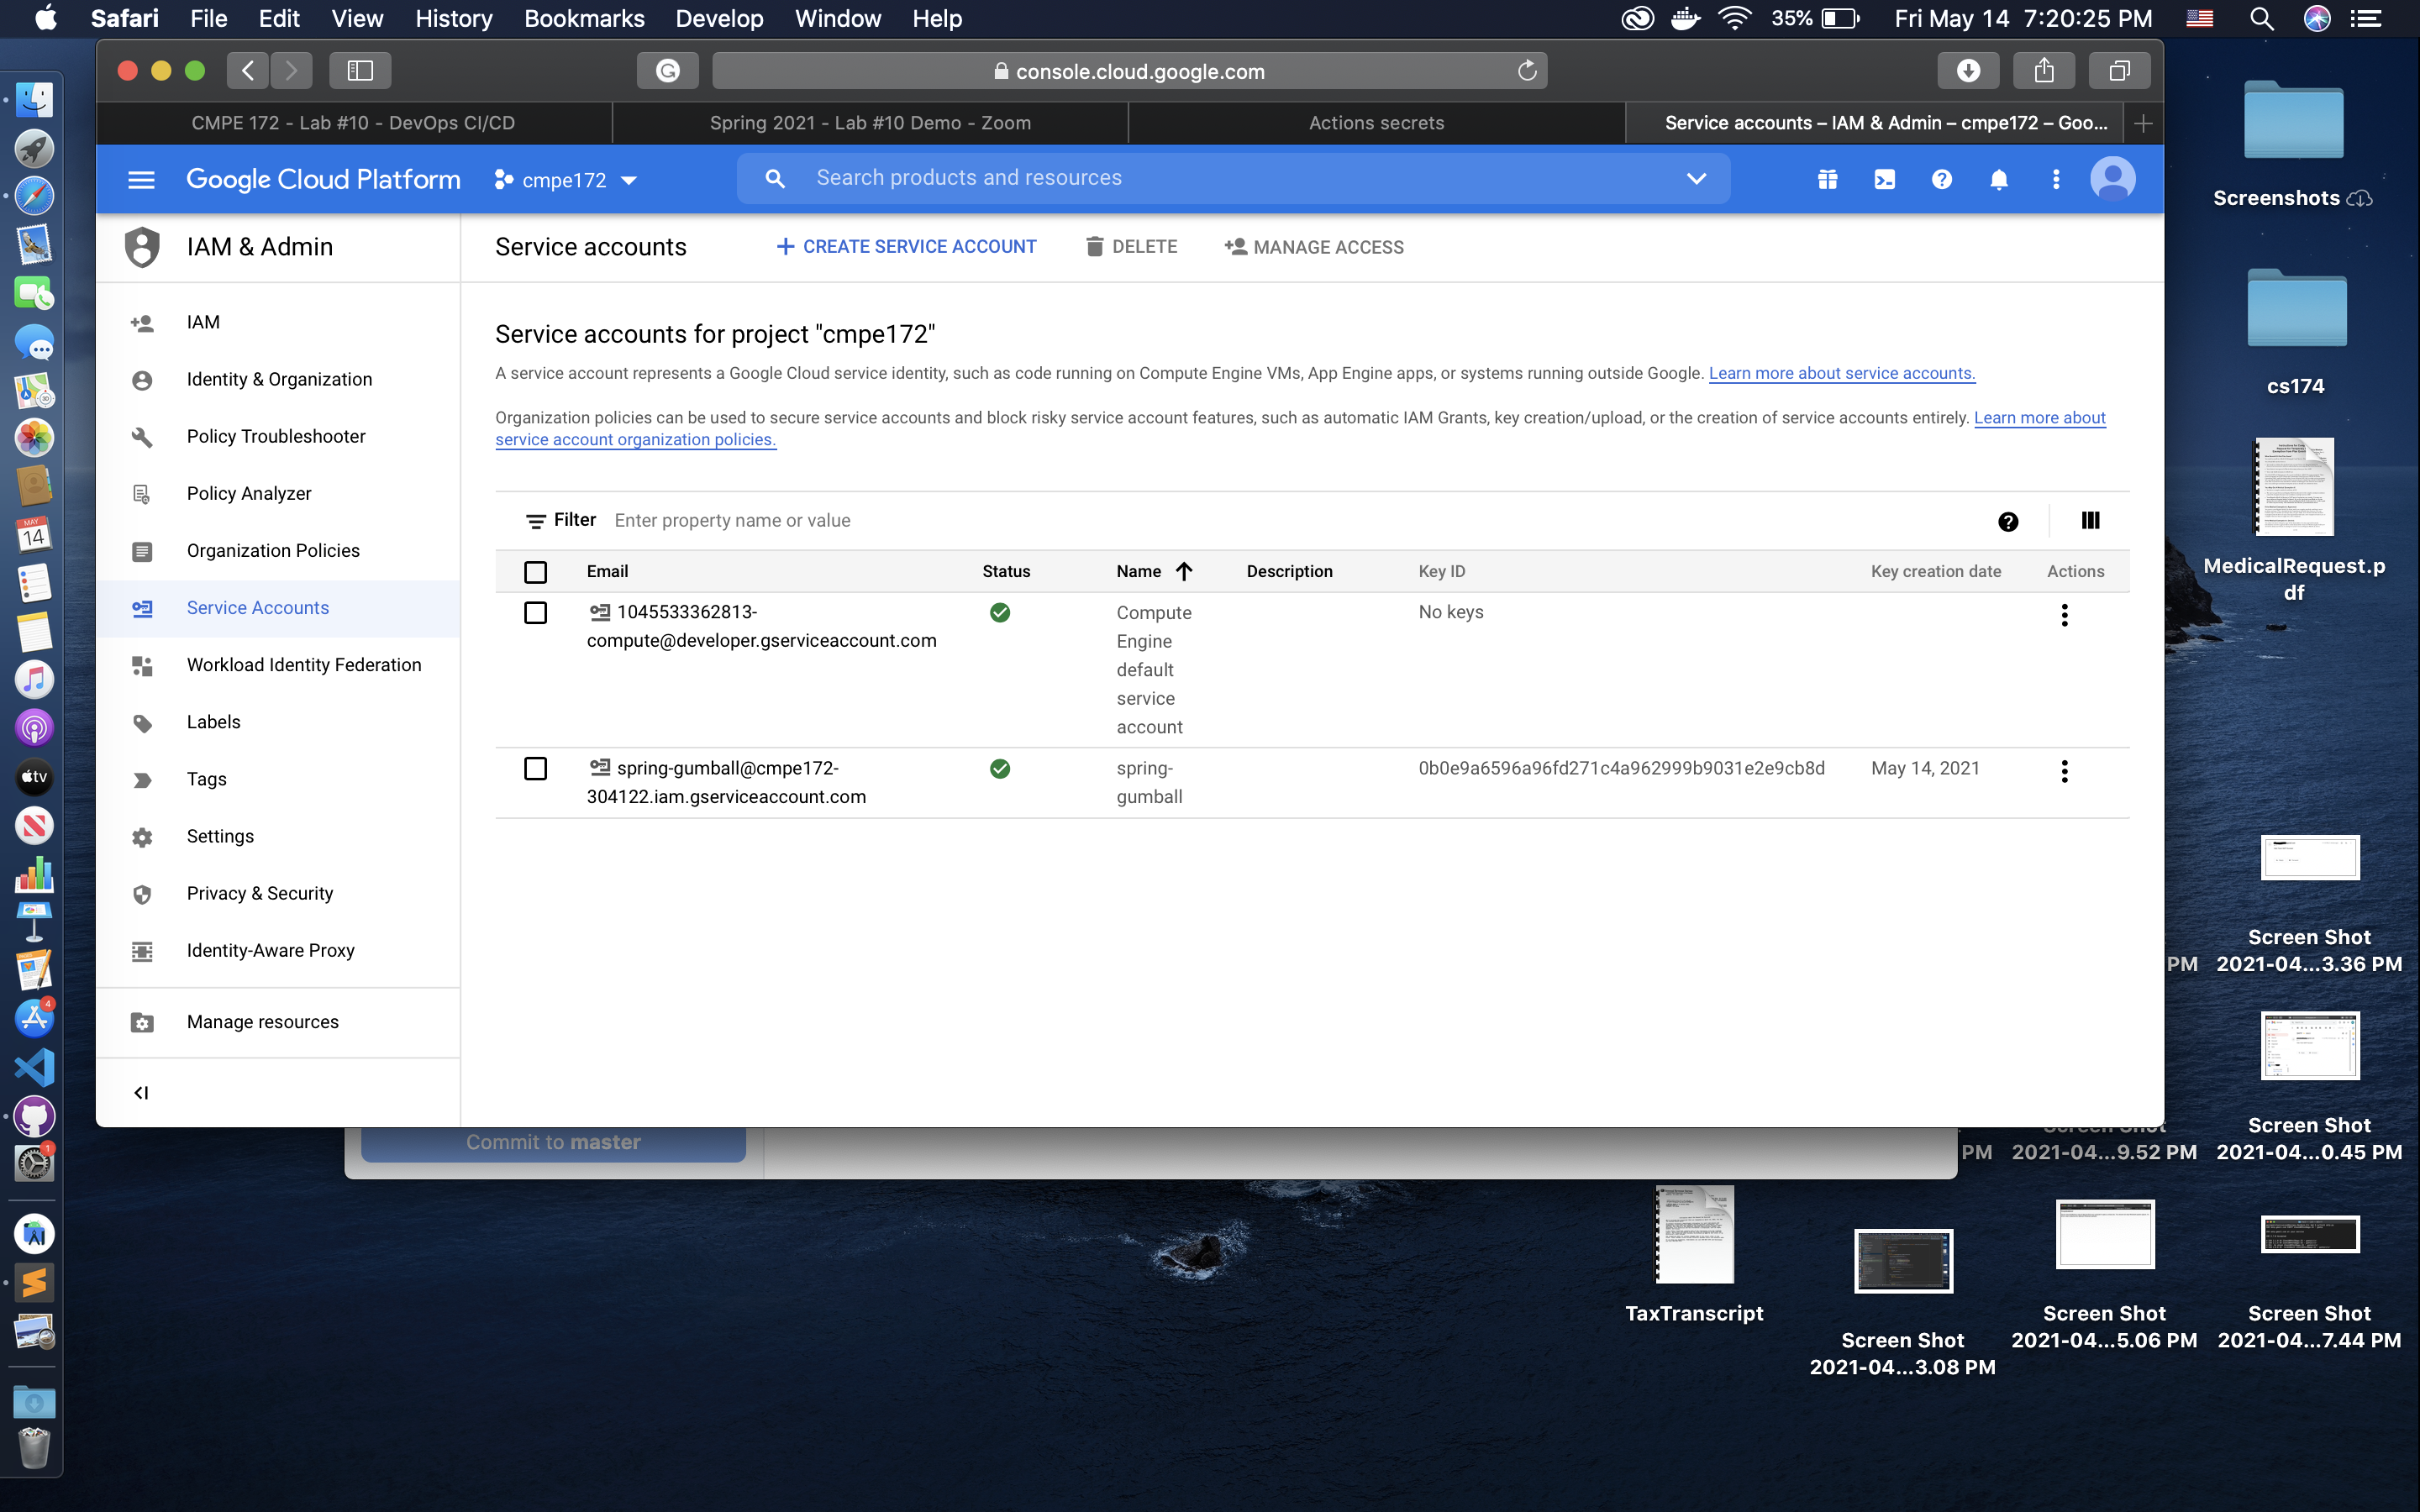 Safari File Edit View History Bookmarks Develop Window Help 35% Fri May 14 7:20:25 PM
console.cloud.google.com
CMPE 172 - Lab #10 - DevOps CI/CD
Spring 2021 - Lab #10 Demo - Zoom
Actions secrets
Service accounts – IAM & Admin – cmpe172 – Goo...
Google Cloud Platform
cmpe172
Search products and resources
IAM & Admin
IAM
Identity & Organization
Policy Troubleshooter
Policy Analyzer
Organization Policies
Service Accounts
Workload Identity Federation
Labels
Tags
Settings
Privacy & Security
Identity-Aware Proxy
Manage resources
Service accounts
CREATE SERVICE ACCOUNT
DELETE
MANAGE ACCESS
Service accounts for project "cmpe172"
A service account represents a Google Cloud service identity, such as code running on Compute Engine VMs, App Engine apps, or systems running outside Google. Learn more about service accounts.
Organization policies can be used to secure service accounts and block risky service account features, such as automatic IAM Grants, key creation/upload, or the creation of service accounts entirely. Learn more about
service account organization policies.
Filter Enter property name or value
Email Status Name Description Key ID Key creation date Actions
1045533362813-
compute@developer.gserviceaccount.com
Compute
Engine
default
service
account
No keys
spring-gumball@cmpe172-
304122.iam.gserviceaccount.com
spring-
gumball
0b0e9a6596a96fd271c4a962999b9031e2e9cb8d
May 14, 2021
Commit to master
Screenshots
cs174
MedicalRequest.p
df
Screen Shot
PM 2021-04...3.36 PM
Screen Shot
2021-04...0.45 PM
Screen Shot
PM 2021-04...9.52 PM
TaxTranscript
Screen Shot
2021-04...3.08 PM
Screen Shot
2021-04...5.06 PM
Screen Shot
2021-04...7.44 PM
MAY
14
tv
4
1